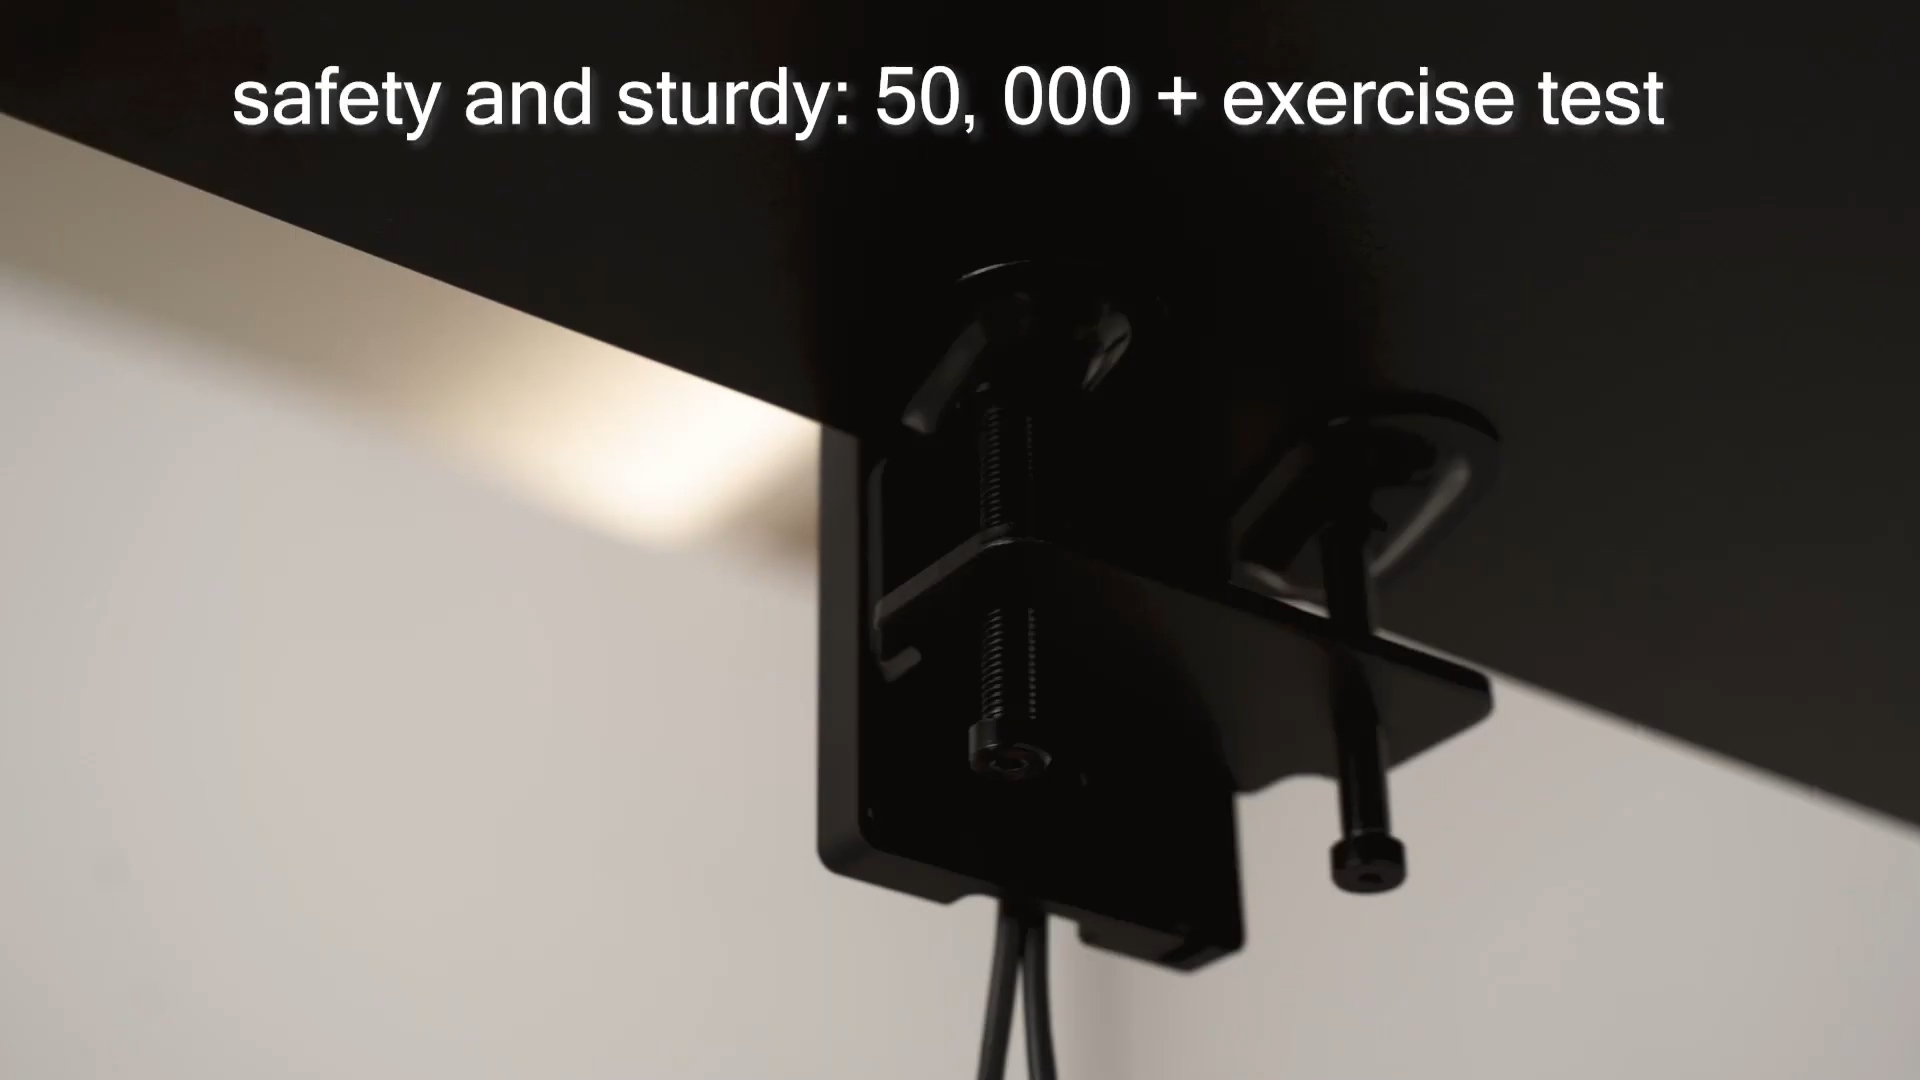 safety and sturdy: 50, 000 + exercise test